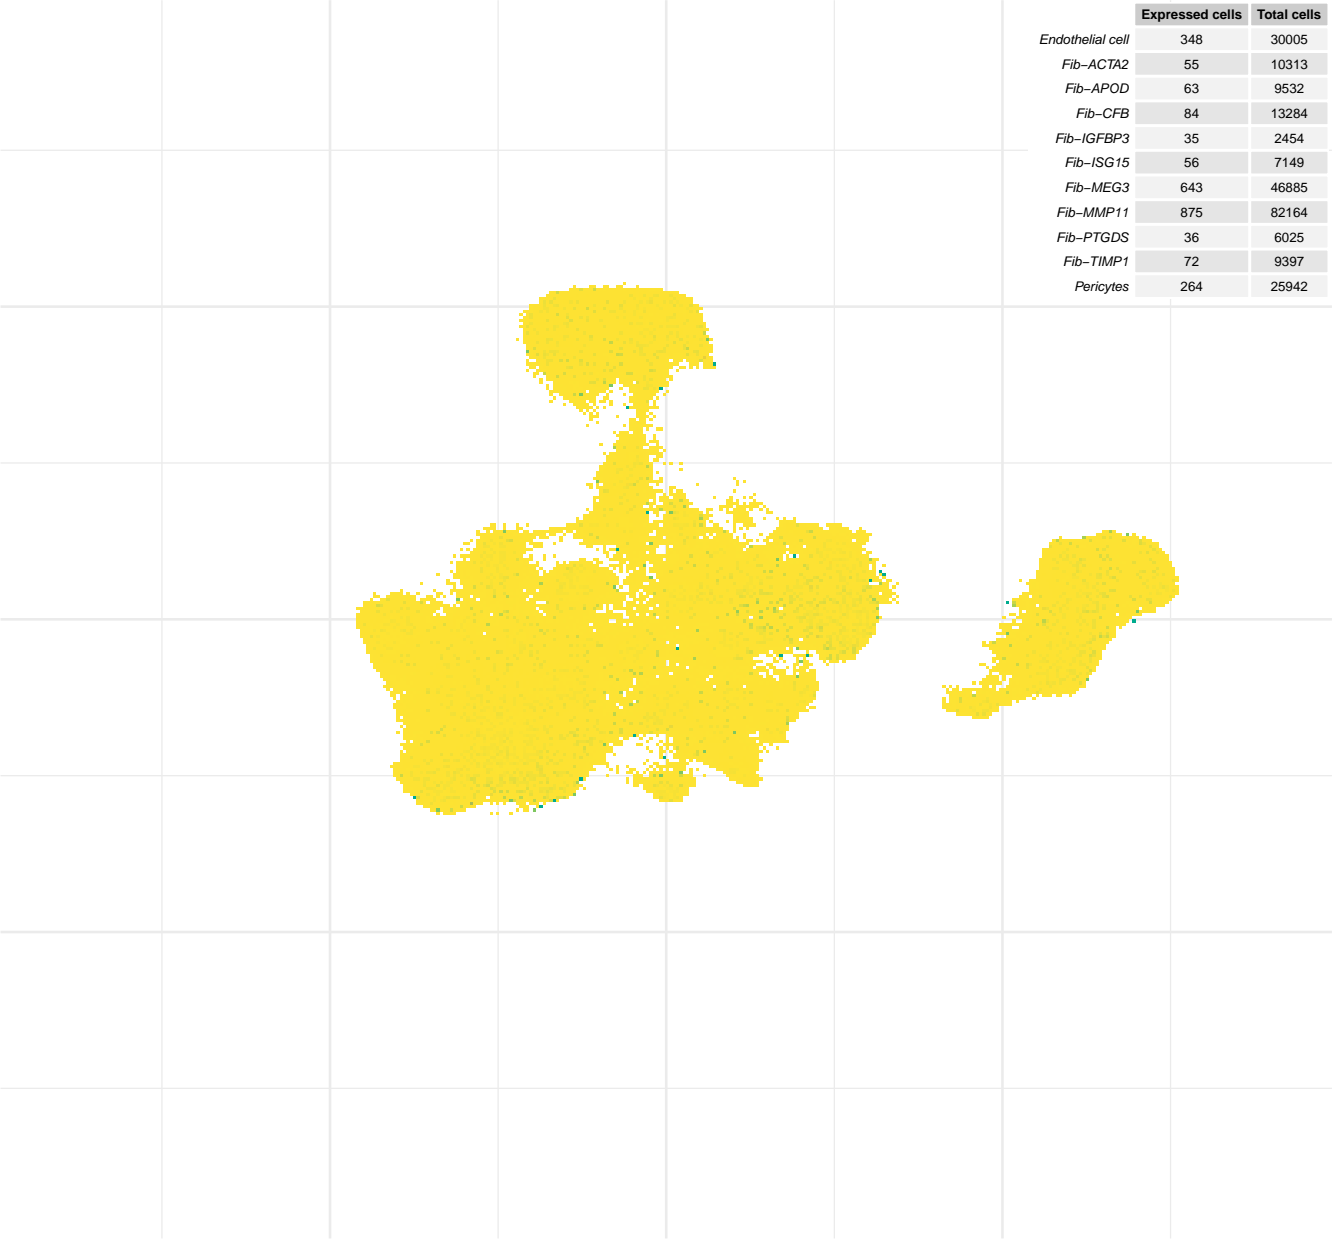 Expressed cells Total cells
Endothelial cell 348 30005
Fib−ACTA2 55 10313
Fib−APOD 63 9532
Fib−CFB 84 13284
Fib−IGFBP3 35 2454
Fib−ISG15 56 7149
Fib−MEG3 643 46885
Fib−MMP11 875 82164
Fib−PTGDS 36 6025
Fib−TIMP1 72 9397
Pericytes 264 25942